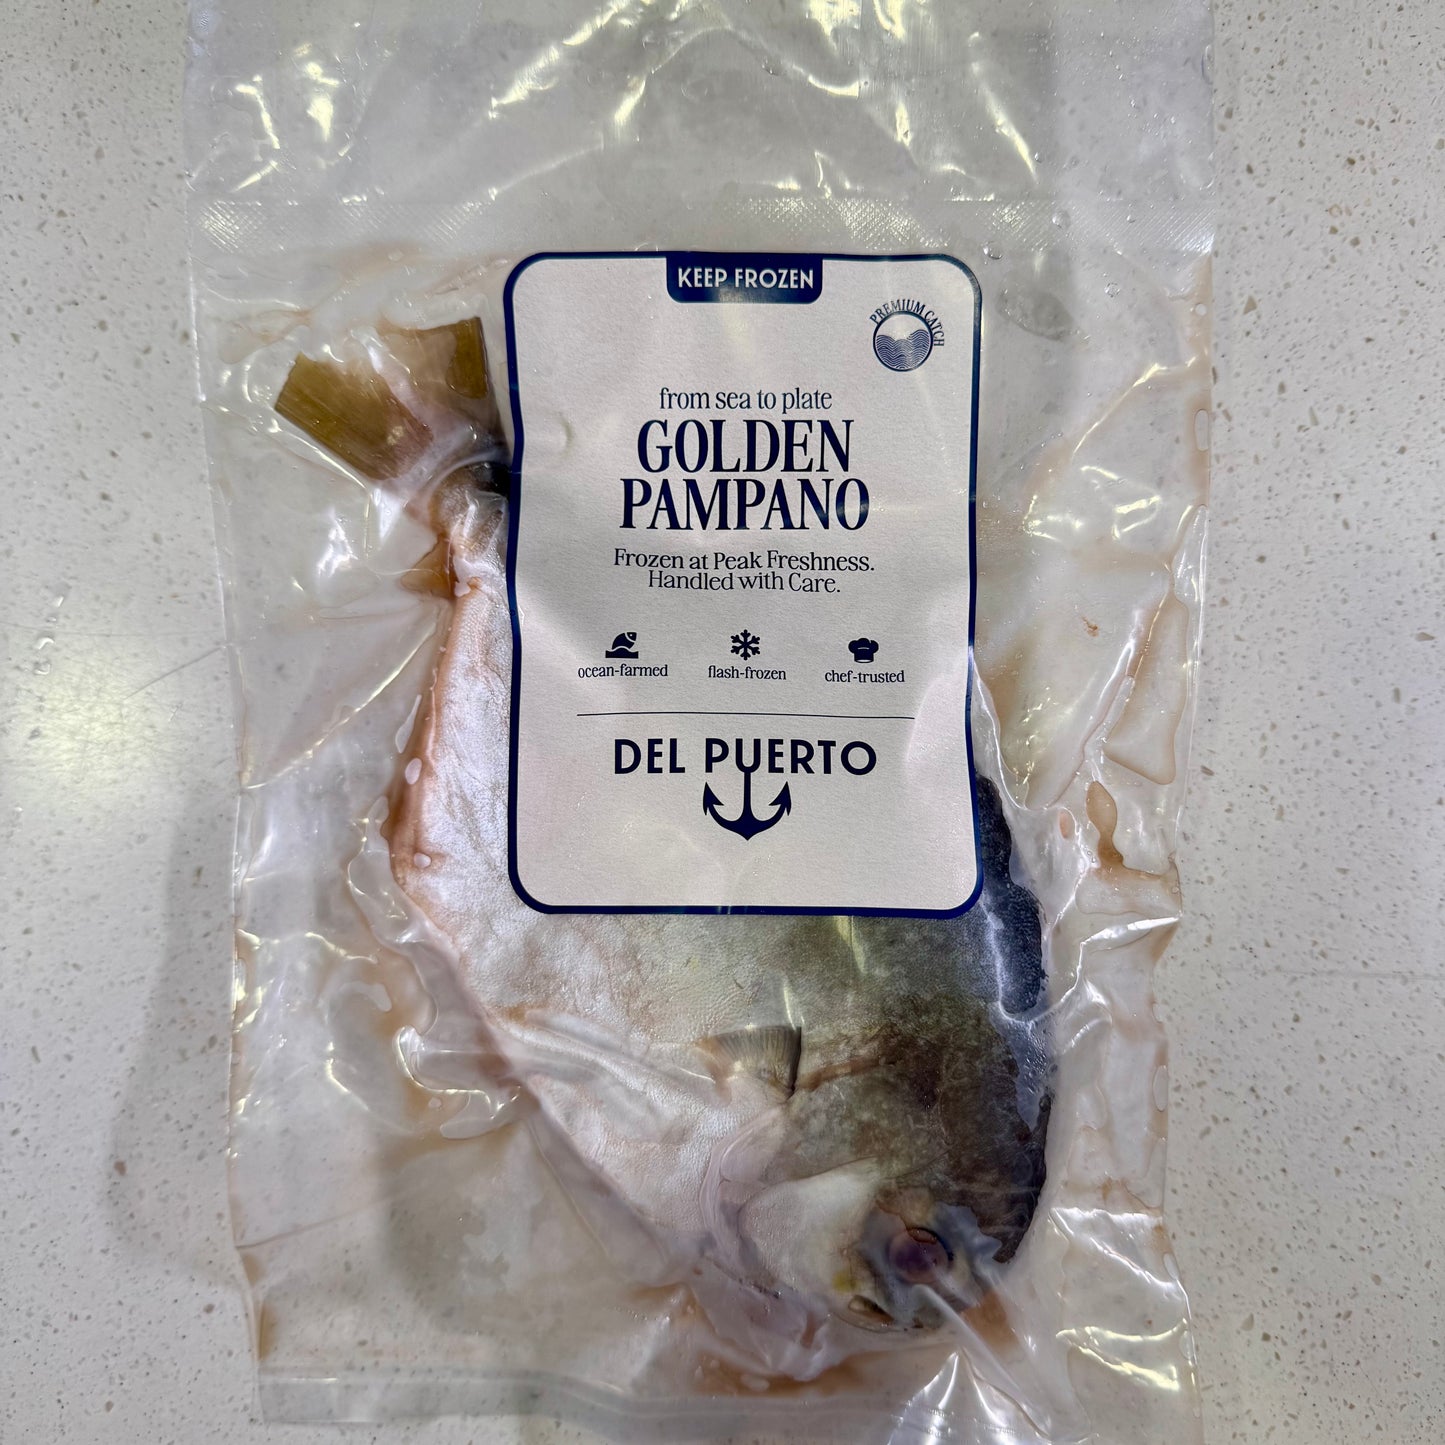 KEEP FROZEN
PREMIUM CATCH
from sea to plate
GOLDEN
PAMPANO
Frozen at Peak Freshness.
Handled with Care.
ocean-farmed
flash-frozen
chef-trusted
DEL PUERTO